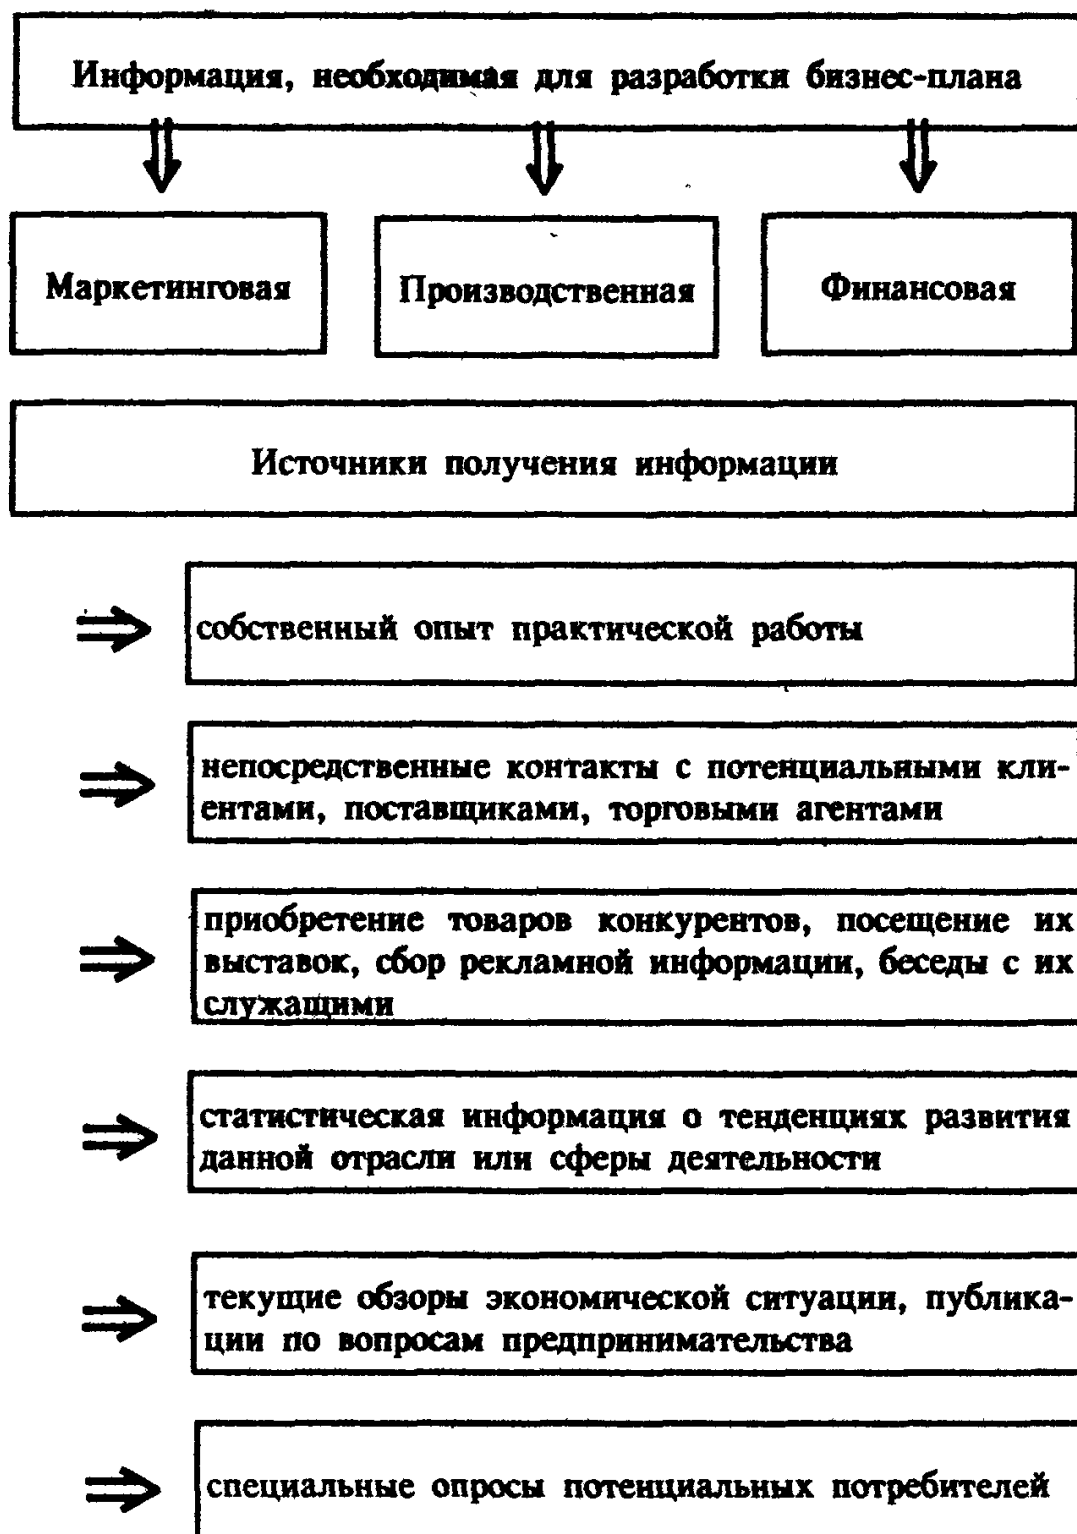 Информация, необходимая для разработки бизнес-плана
Маркетинговая
Производственная
Финансовая
Источники получения информации
собственный опыт практической работы
непосредственные контакты с потенциальными кли-
ентами, поставщиками, торговыми агентами
приобретение товаров конкурентов, посещение их
выставок, сбор рекламной информации, беседы с их
служащими
статистическая информация о тенденциях развития
данной отрасли или сферы деятельности
текущие обзоры экономической ситуации, публика-
ции по вопросам предпринимательства
специальные опросы потенциальных потребителей